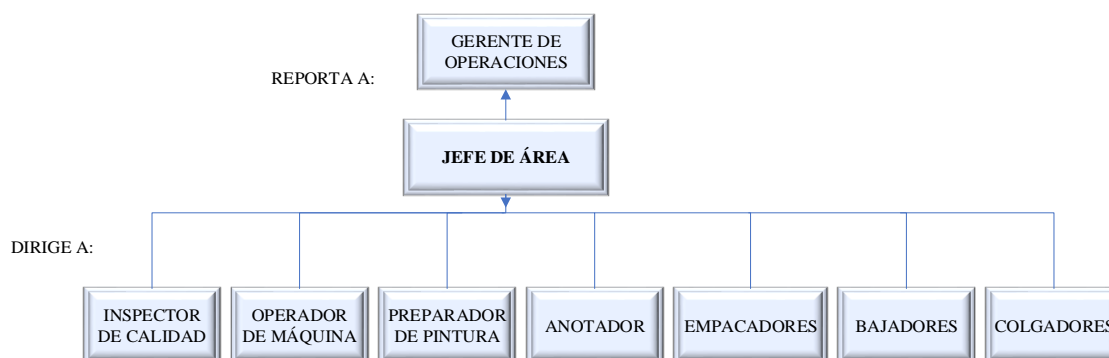 GERENTE DE
OPERACIONES
REPORTA A:
JEFE DE ÁREA
DIRIGE A:
INSPECTOR
DE CALIDAD
OPERADOR
DE MÁQUINA
PREPARADOR
DE PINTURA
ANOTADOR
EMPACADORES
BAJADORES
COLGADORES